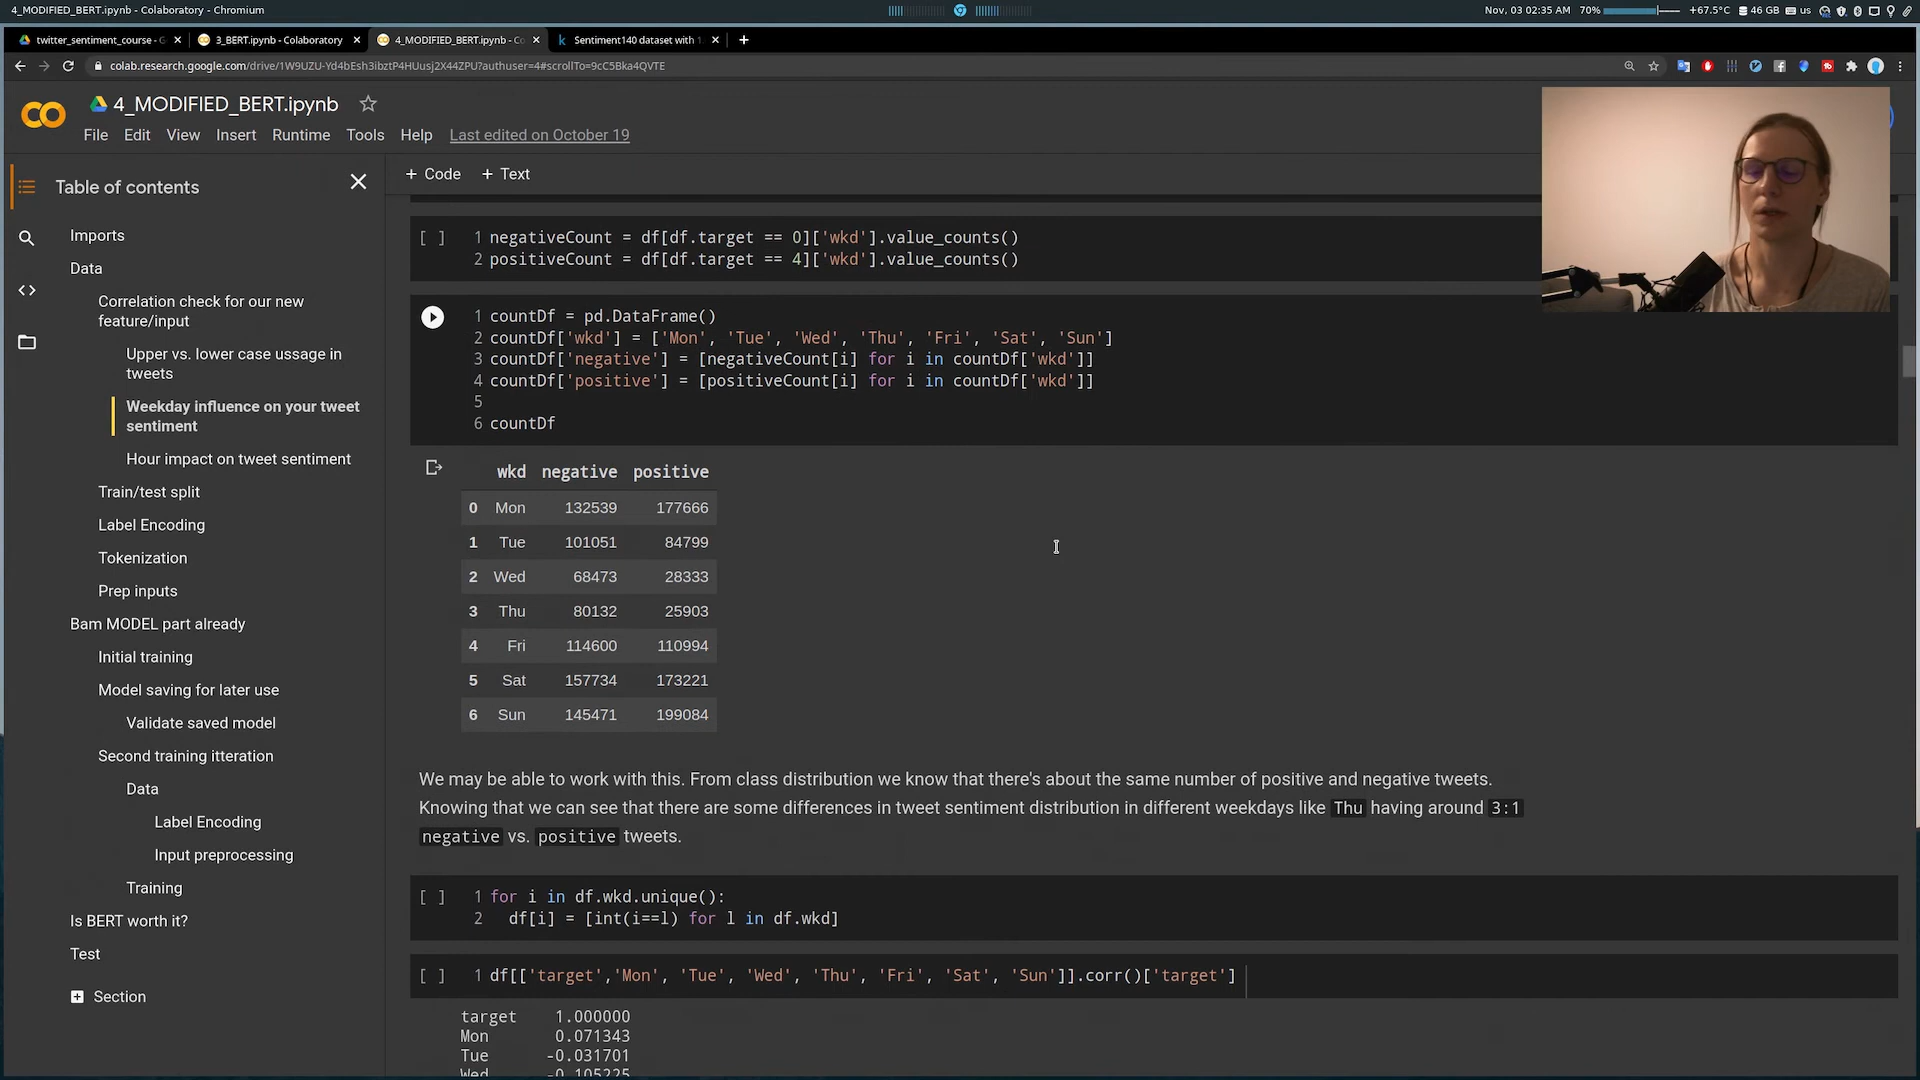 4_MODIFIED_BERT.ipynb - Colaboratory - Chromium
Nov, 03 02:35 AM 70% +67.5°C 46 GB us
twitter_sentiment_course - G
3_BERT.ipynb - Colaboratory
4_MODIFIED_BERT.ipynb - Co
Sentiment140 dataset with 1.
colab.research.google.com/drive/1W9UZU-Yd4bEsh3ibztP4HUusj2X44ZPU?authuser=4#scrollTo=9cC5Bka4QVTE
4_MODIFIED_BERT.ipynb
File Edit View Insert Runtime Tools Help Last edited on October 19
Table of contents
Imports
Data
Correlation check for our new
feature/input
Upper vs. lower case ussage in
tweets
Weekday influence on your tweet
sentiment
Hour impact on tweet sentiment
Train/test split
Label Encoding
Tokenization
Prep inputs
Bam MODEL part already
Initial training
Model saving for later use
Validate saved model
Second training itteration
Data
Label Encoding
Input preprocessing
Training
Is BERT worth it?
Test
Section
+ Code + Text
[ ] 1 negativeCount = df[df.target == 0]['wkd'].value_counts()
2 positiveCount = df[df.target == 4]['wkd'].value_counts()
1 countDf = pd.DataFrame()
2 countDf['wkd'] = ['Mon', 'Tue', 'Wed', 'Thu', 'Fri', 'Sat', 'Sun']
3 countDf['negative'] = [negativeCount[i] for i in countDf['wkd']]
4 countDf['positive'] = [positiveCount[i] for i in countDf['wkd']]
5
6 countDf
wkd negative positive
0 Mon 132539 177666
1 Tue 101051 84799
2 Wed 68473 28333
3 Thu 80132 25903
4 Fri 114600 110994
5 Sat 157734 173221
6 Sun 145471 199084
We may be able to work with this. From class distribution we know that there's about the same number of positive and negative tweets.
Knowing that we can see that there are some differences in tweet sentiment distribution in different weekdays like Thu having around 3:1
negative vs. positive tweets.
[ ] 1 for i in df.wkd.unique():
2 df[i] = [int(i==l) for l in df.wkd]
[ ] 1 df[['target','Mon', 'Tue', 'Wed', 'Thu', 'Fri', 'Sat', 'Sun']].corr()['target']
target 1.000000
Mon 0.071343
Tue -0.031701
Wed -0.105225